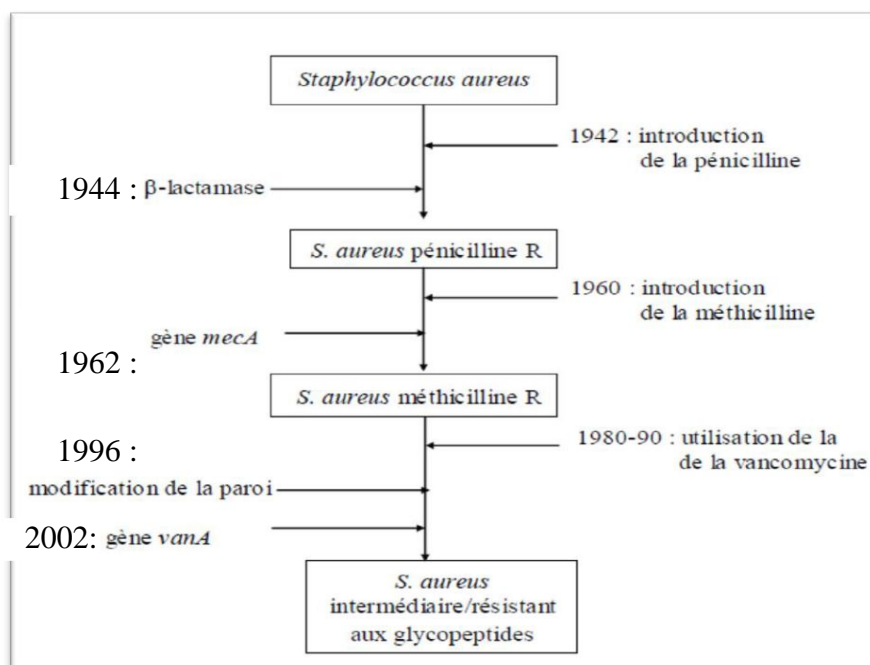 Staphylococcus aureus
1942 : introduction
de la pénicilline
1944 : β-lactamase
S. aureus pénicilline R
1960 : introduction
de la méthicilline
gène mecA
1962 :
S. aureus méthicilline R
1980-90 : utilisation de la
de la vancomycine
1996 :
modification de la paroi
2002: gène vanA
S. aureus
intermédiaire/résistant
aux glycopeptides